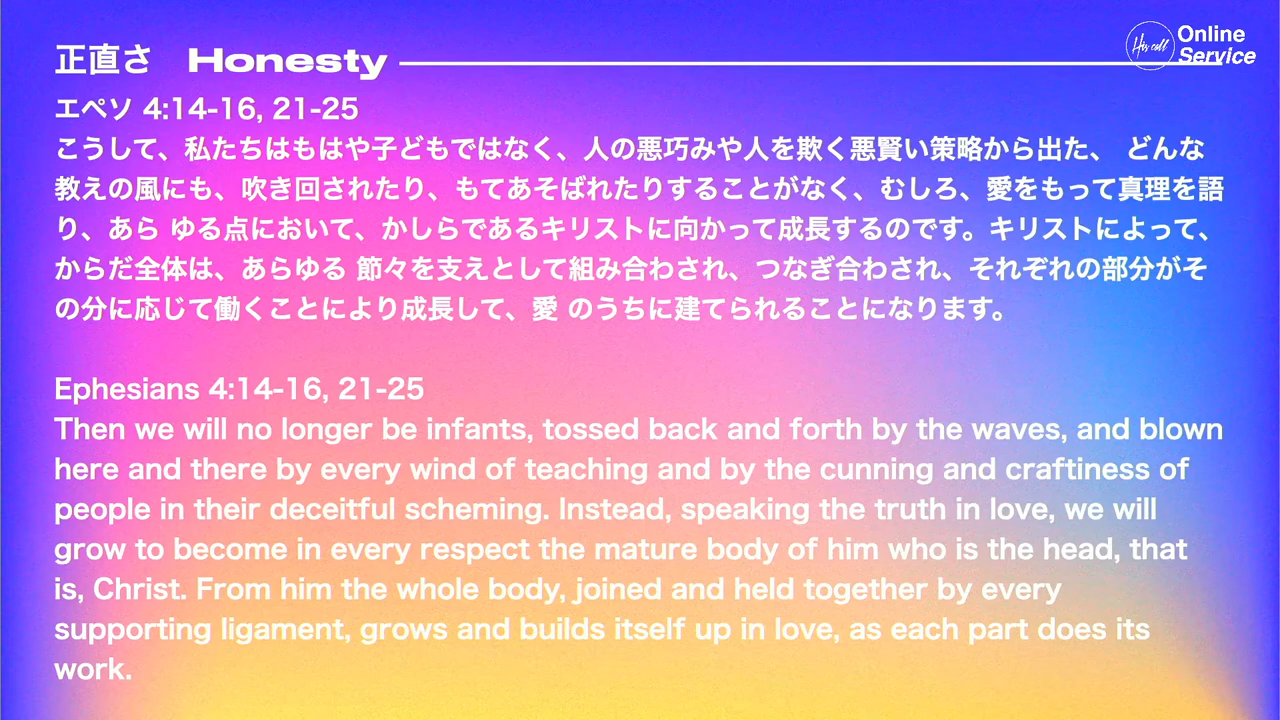 正直さ Honesty
His call
Online
Service
エペソ 4:14-16, 21-25
こうして、私たちはもはや子どもではなく、人の悪巧みや人を欺く悪賢い策略から出た、 どんな
教えの風にも、吹き回されたり、もてあそばれたりすることがなく、むしろ、愛をもって真理を語
り、あら ゆる点において、かしらであるキリストに向かって成長するのです。キリストによって、
からだ全体は、あらゆる 節々を支えとして組み合わされ、つなぎ合わされ、それぞれの部分がそ
の分に応じて働くことにより成長して、愛 のうちに建てられることになります。
Ephesians 4:14-16, 21-25
Then we will no longer be infants, tossed back and forth by the waves, and blown
here and there by every wind of teaching and by the cunning and craftiness of
people in their deceitful scheming. Instead, speaking the truth in love, we will
grow to become in every respect the mature body of him who is the head, that
is, Christ. From him the whole body, joined and held together by every
supporting ligament, grows and builds itself up in love, as each part does its
work.